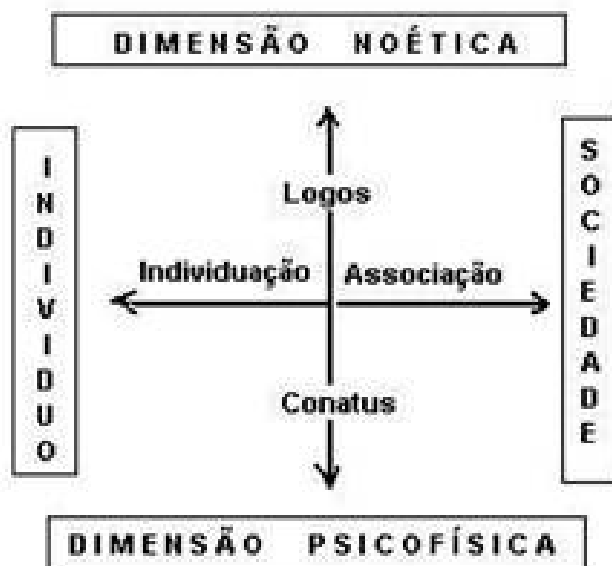 DIMENSÃO NOÉTICA
INDIVIDUO
SOCIEDADE
Logos
Individuação
Associação
Conatus
DIMENSÃO PSICOFÍSICA